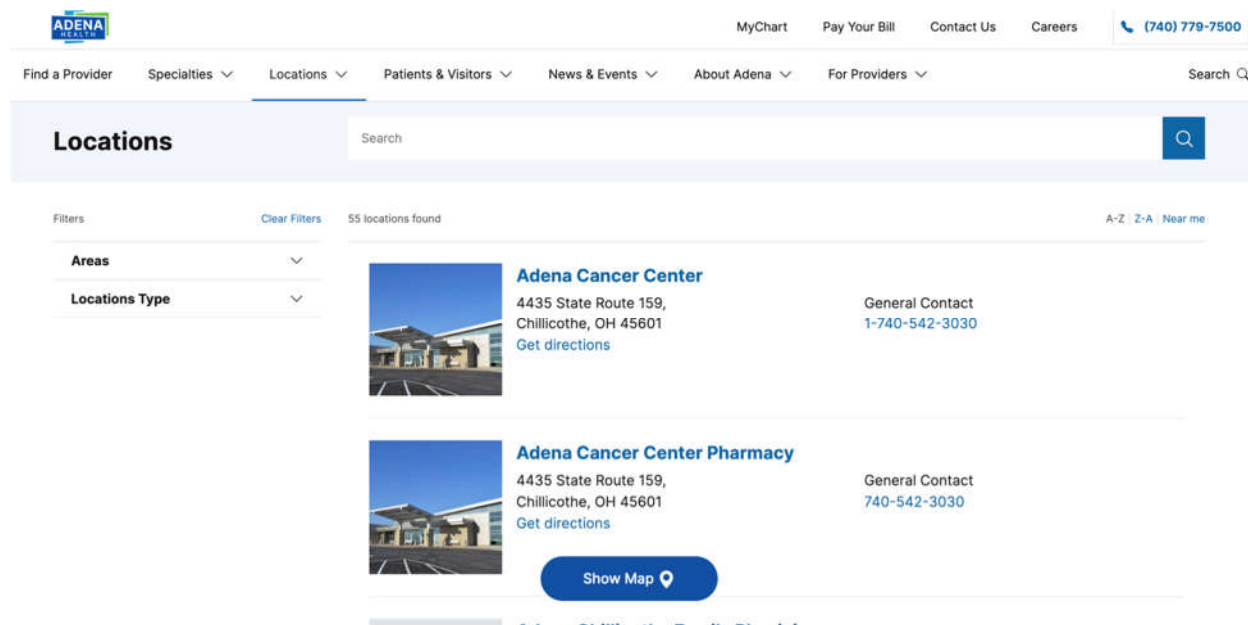 ADENA
HEALTH
MyChart Pay Your Bill Contact Us Careers (740) 779-7500
Find a Provider Specialties Locations Patients & Visitors News & Events About Adena For Providers Search
Locations
Search
Filters Clear Filters 55 locations found A-Z Z-A Near me
Areas
Locations Type
Adena Cancer Center
4435 State Route 159, General Contact
Chillicothe, OH 45601 1-740-542-3030
Get directions
Adena Cancer Center Pharmacy
4435 State Route 159, General Contact
Chillicothe, OH 45601 740-542-3030
Get directions
Show Map